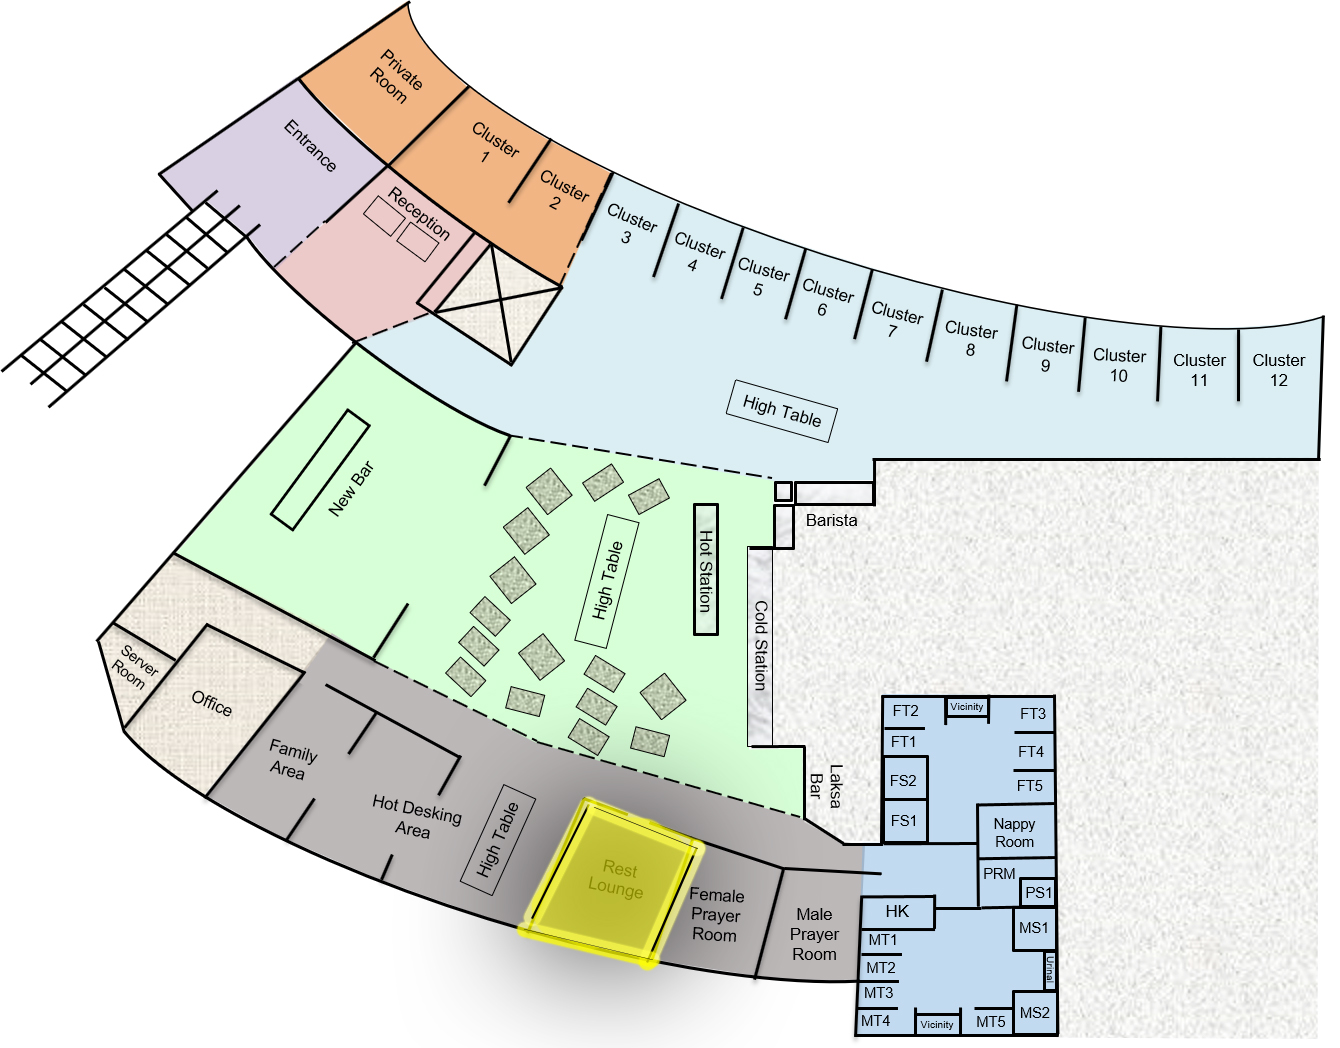 Private
Room
Entrance
Cluster
1
Cluster
2
Reception
Cluster
3
Cluster
4
Cluster
5
Cluster
6
Cluster
7
Cluster
8
Cluster
9
Cluster
10
Cluster
11
Cluster
12
High Table
New Bar
High Table
Hot Station
Barista
Cold Station
Laksa
Bar
Server
Room
Office
Family
Area
Hot Desking
Area
High Table
Rest
Lounge
Female
Prayer
Room
Male
Prayer
Room
FT2
Vicinity
FT3
FT1
FT4
FS2
FT5
FS1
Nappy
Room
PRM
PS1
HK
MS1
MT1
MT2
Urinal
MT3
MT4
Vicinity
MT5
MS2